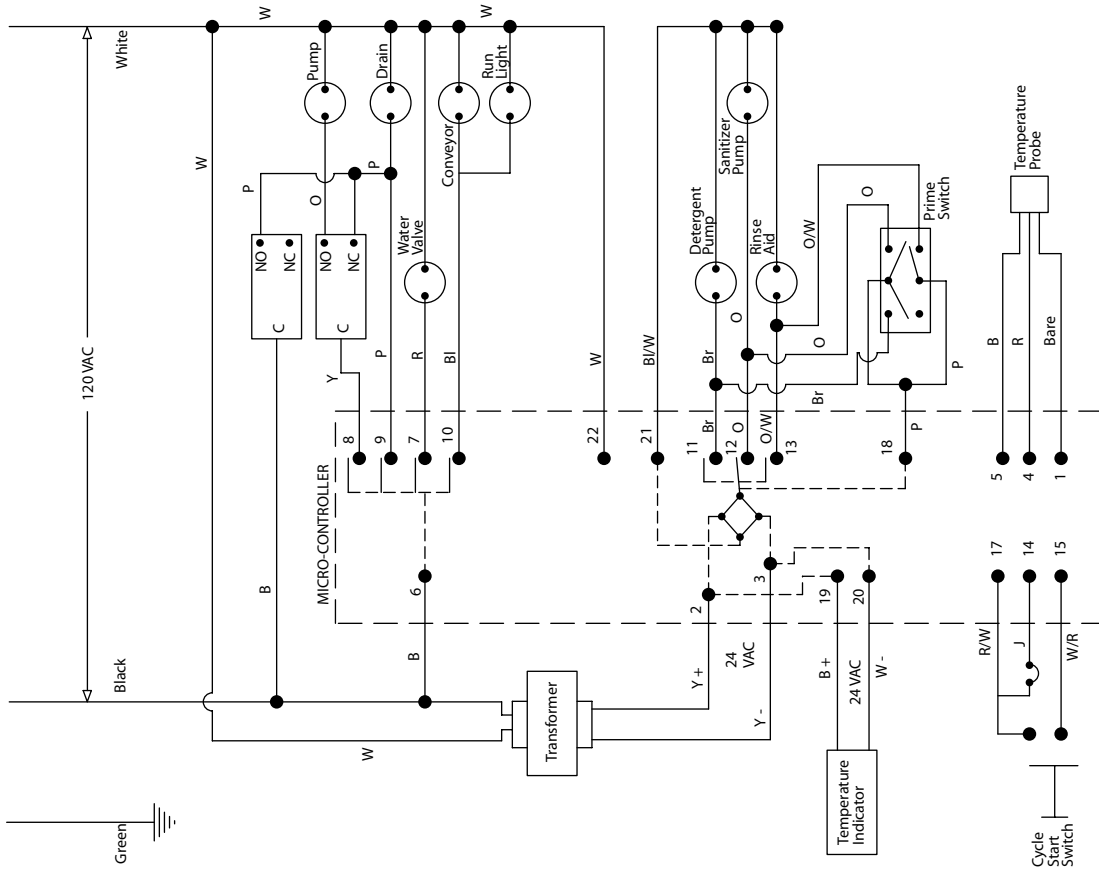 W
W
White
120 VAC
W
Pump
Drain
Run
Light
Conveyor
P
P
O
NO
NC
C
NO
NC
C
Water
Valve
Y
P
R
Bl
W
Bl/W
Br
O
Detergent
Pump
Sanitizer
Pump
Rinse
Aid
O/W
O
O
Br
P
Prime
Switch
Temperature
Probe
B
R
Bare
MICRO-CONTROLLER
8
9
7
10
22
21
11
Br
12
O
O/W
13
18
P
5
4
1
B
6
B
Black
2
3
19
20
17
14
15
Y +
24
VAC
Y -
B +
24 VAC
W -
R/W
J
W/R
Transformer
W
Temperature
Indicator
Cycle
Start
Switch
Green